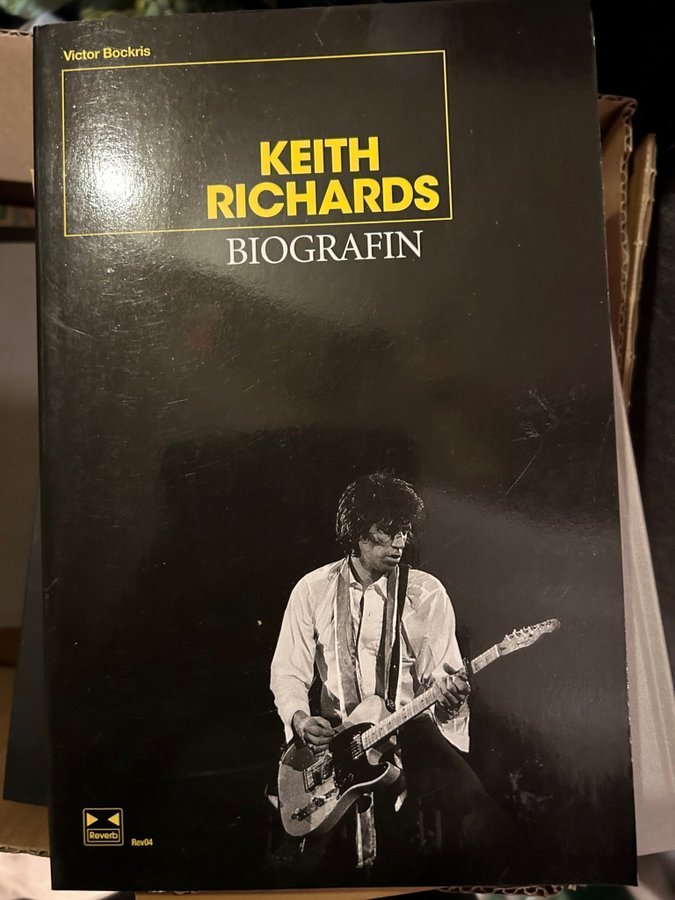 Victor Bockris
KEITH
RICHARDS
BIOGRAFIN
Reverb
Rev04